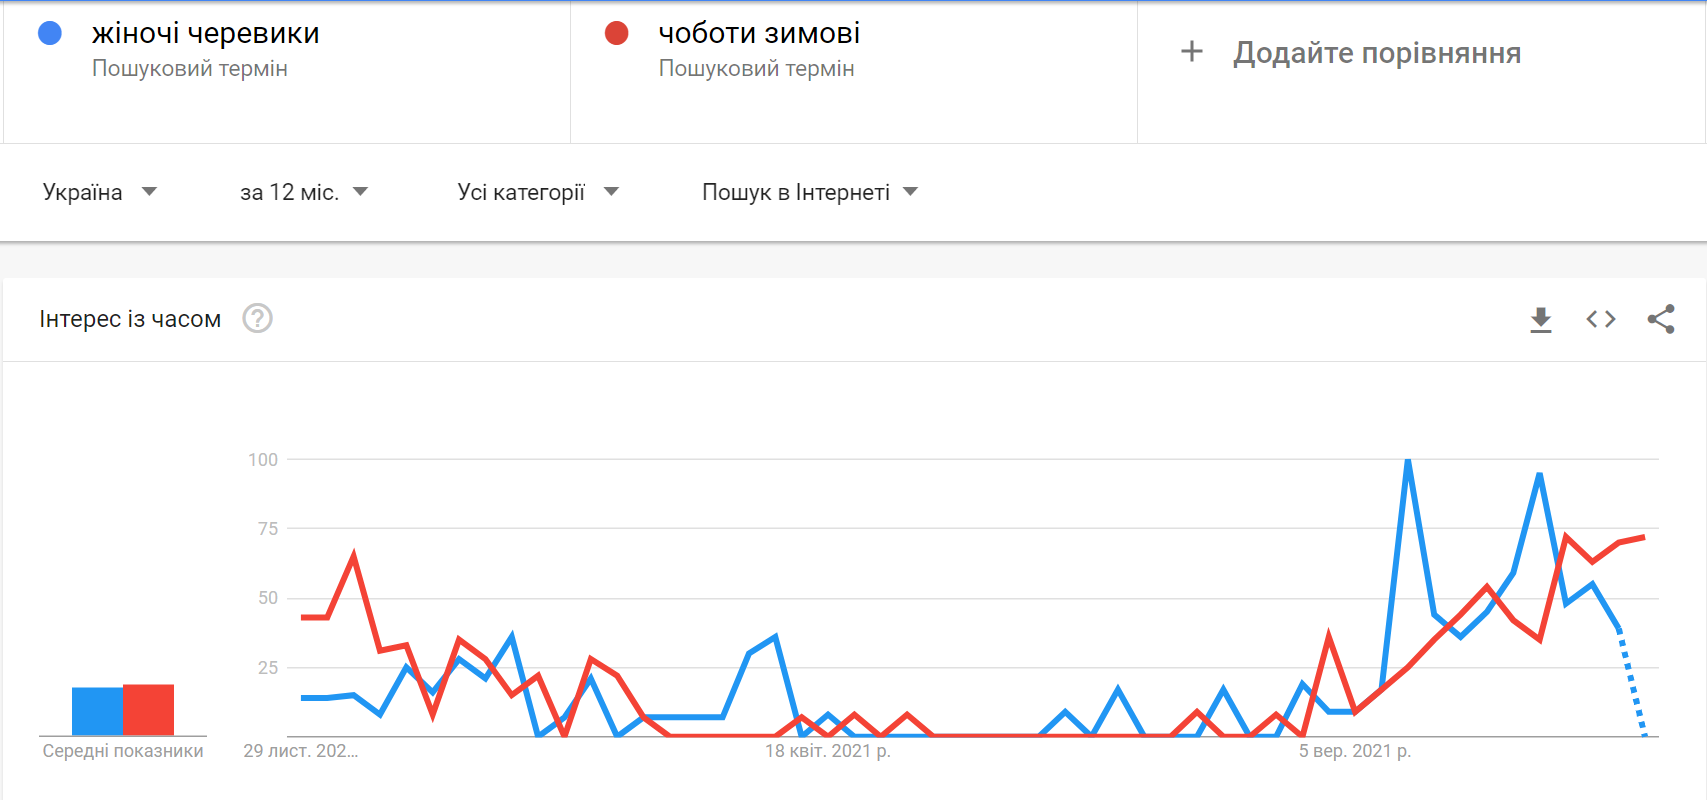 жіночі черевики
Пошуковий термін
чоботи зимові
Пошуковий термін
+ Додайте порівняння
Україна
за 12 міс.
Усі категорії
Пошук в Інтернеті
Інтерес із часом
?
100
75
50
25
Середні показники
29 лист. 202...
18 квіт. 2021 р.
5 вер. 2021 р.